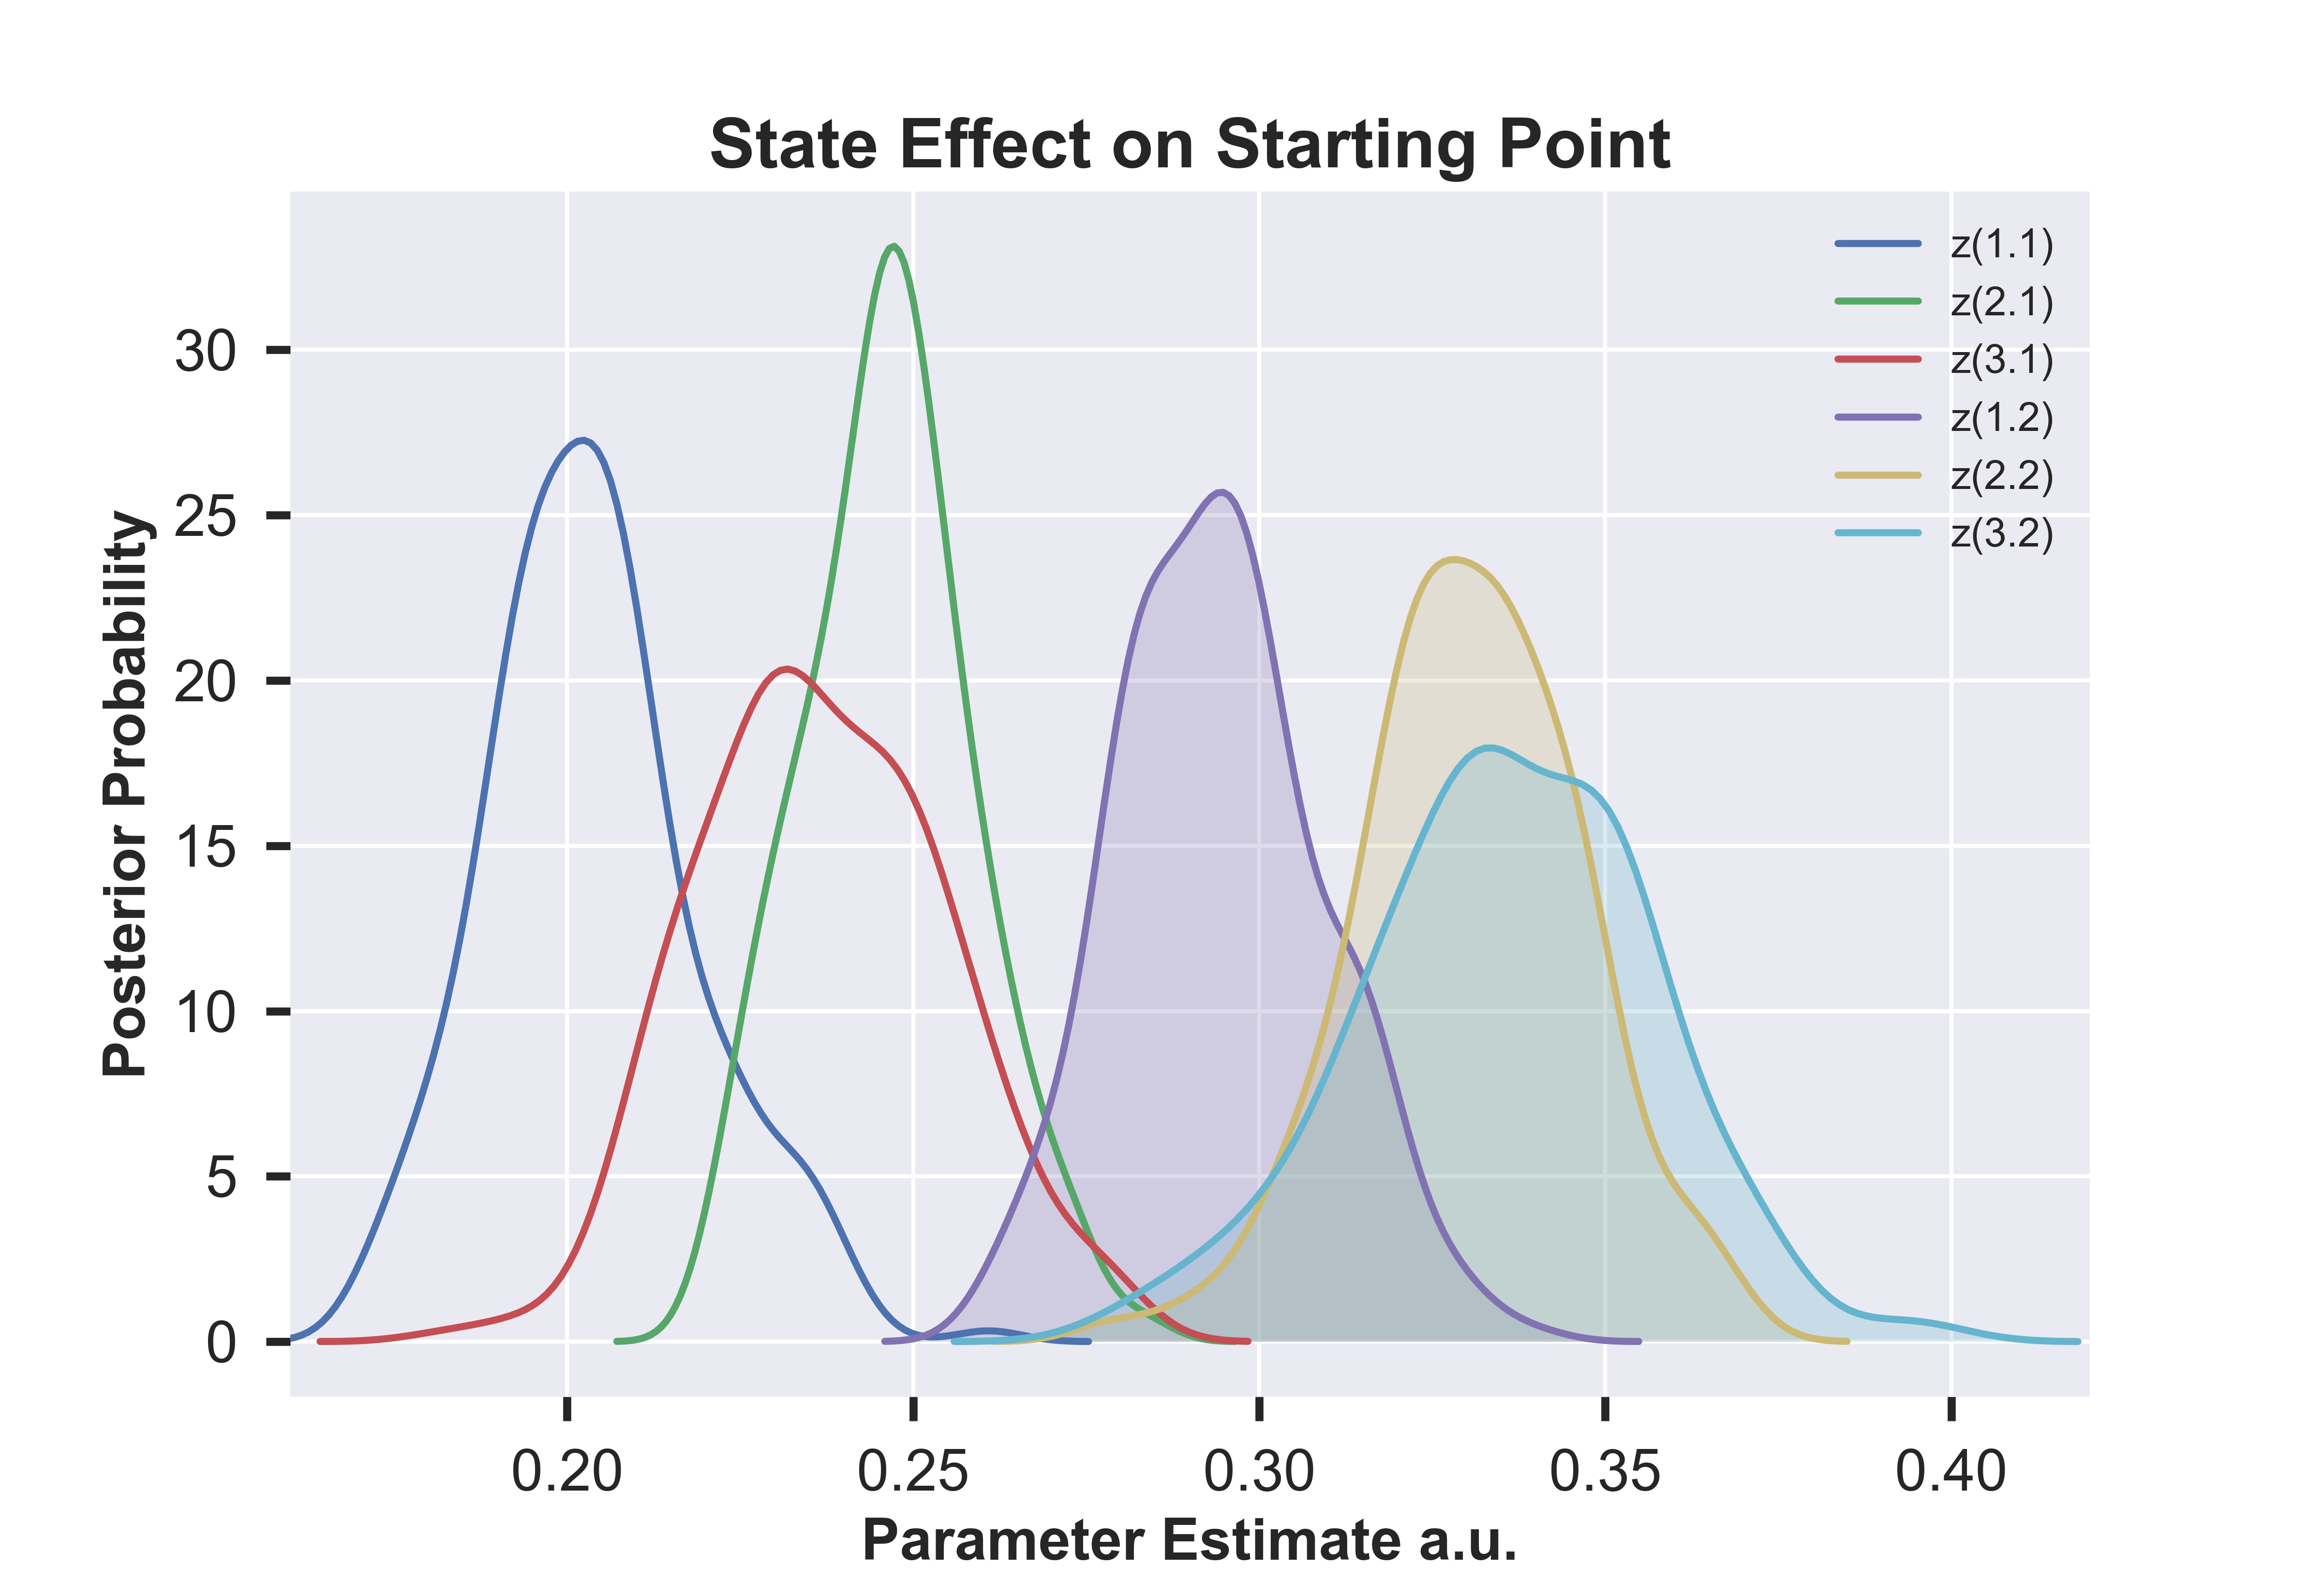 State Effect on Starting Point
z(1.1)
z(2.1)
z(3.1)
z(1.2)
z(2.2)
z(3.2)
Posterior Probability
30
25
20
15
10
5
0
0.20
0.25
0.30
0.35
0.40
Parameter Estimate a.u.